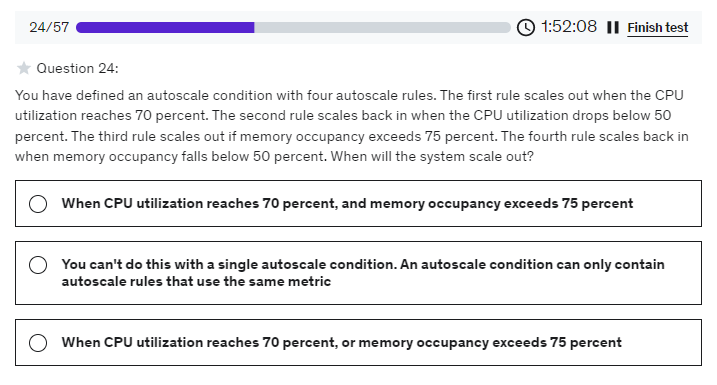 24/57 1:52:08 Finish test
Question 24:
You have defined an autoscale condition with four autoscale rules. The first rule scales out when the CPU
utilization reaches 70 percent. The second rule scales back in when the CPU utilization drops below 50
percent. The third rule scales out if memory occupancy exceeds 75 percent. The fourth rule scales back in
when memory occupancy falls below 50 percent. When will the system scale out?
When CPU utilization reaches 70 percent, and memory occupancy exceeds 75 percent
You can't do this with a single autoscale condition. An autoscale condition can only contain
autoscale rules that use the same metric
When CPU utilization reaches 70 percent, or memory occupancy exceeds 75 percent